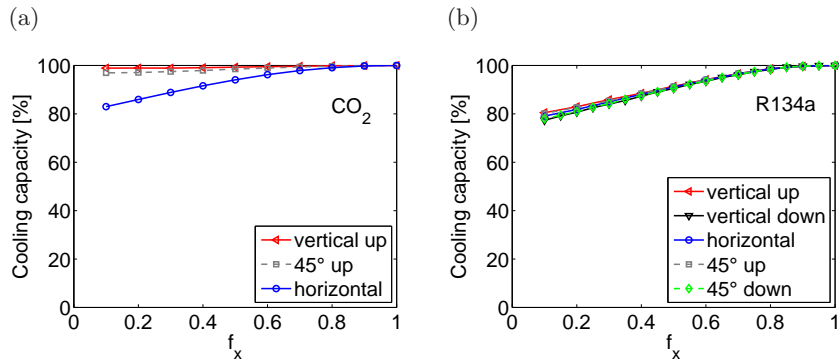 (a)
Cooling capacity [%]
100
80
60
40
20
0
CO2
vertical up
45° up
horizontal
0 0.2 0.4 0.6 0.8 1
f_x
(b)
Cooling capacity [%]
100
80
60
40
20
0
R134a
vertical up
vertical down
horizontal
45° up
45° down
0 0.2 0.4 0.6 0.8 1
f_x